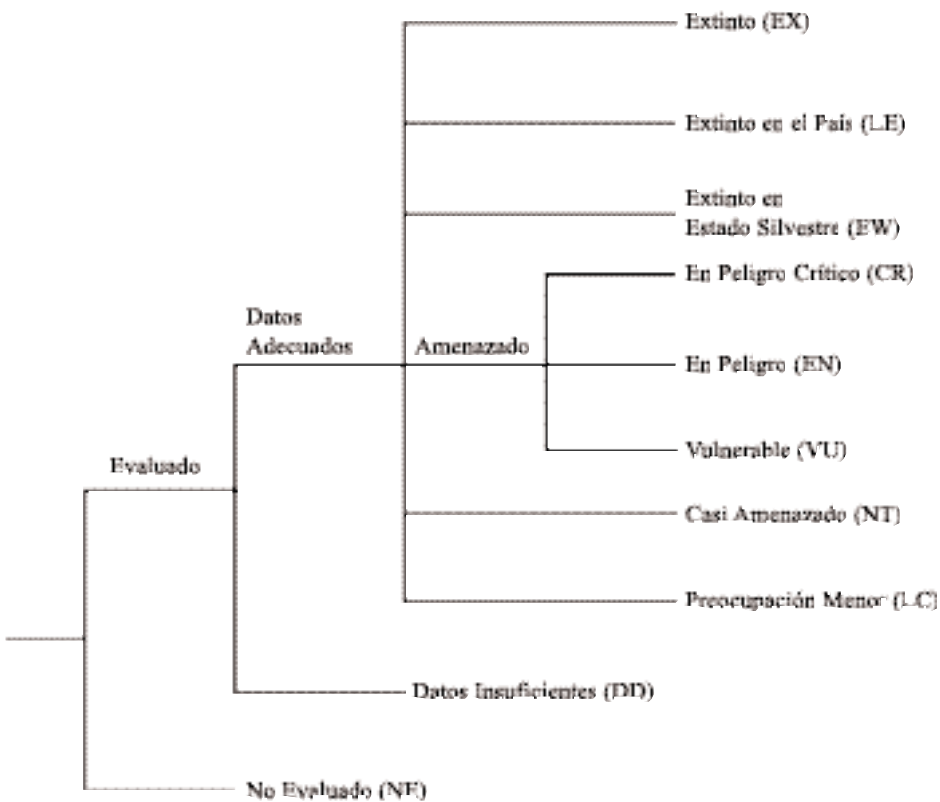 Extinto (EX)
Extinto en el País (LE)
Extinto en
Estado Silvestre (EW)
En Peligro Crítico (CR)
Datos
Adecuados
Amenazado
En Peligro (EN)
Vulnerable (VU)
Evaluado
Casi Amenazado (NT)
Preocupación Menor (LC)
Datos Insuficientes (DD)
No Evaluado (NE)